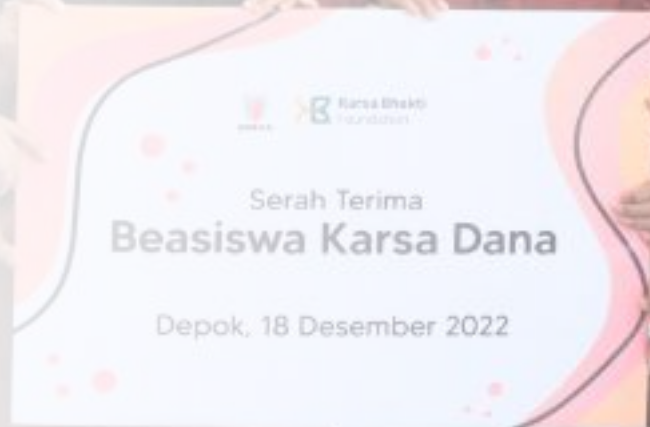 Karsa Bhakti
Foundation
Serah Terima
Beasiswa Karsa Dana
Depok, 18 Desember 2022